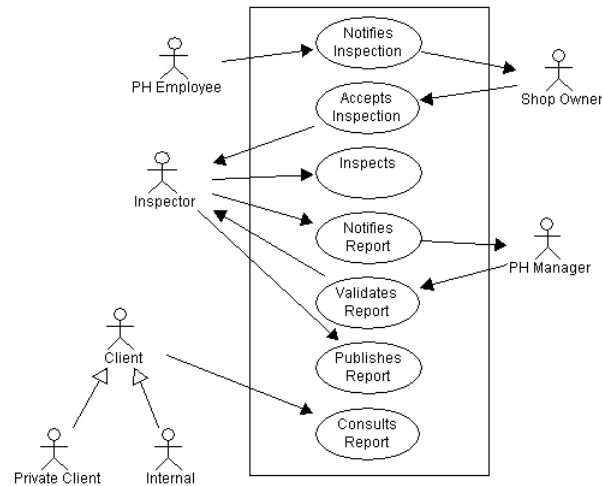 Notifies
Inspection
PH Employee
Shop Owner
Accepts
Inspection
Inspects
Inspector
Notifies
Report
PH Manager
Validates
Report
Client
Publishes
Report
Consults
Report
Private Client
Internal